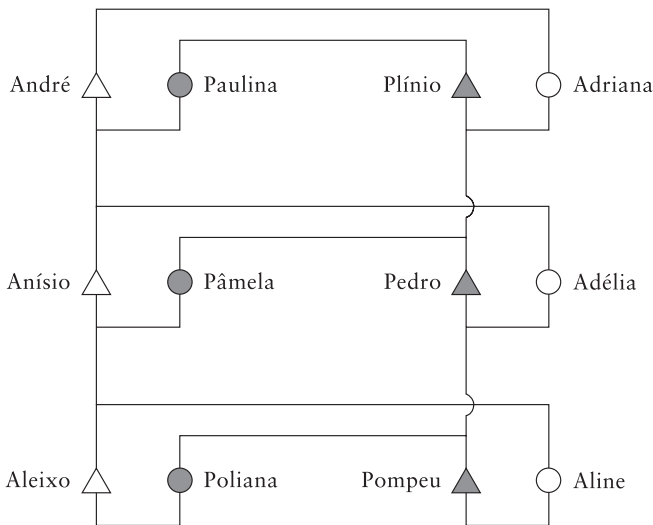 André Paulina Plínio Adriana
Anísio Pâmela Pedro Adélia
Aleixo Poliana Pompeu Aline